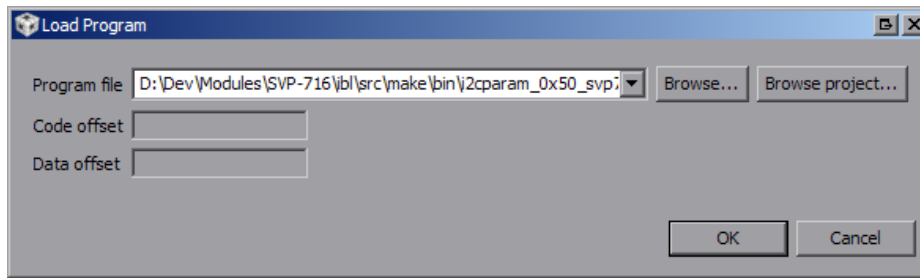 Load Program
Program file D:\Dev\Modules\SVP-716\ibl\src\make\bin\i2cparam_0x50_svp7 Browse... Browse project...
Code offset
Data offset
OK Cancel